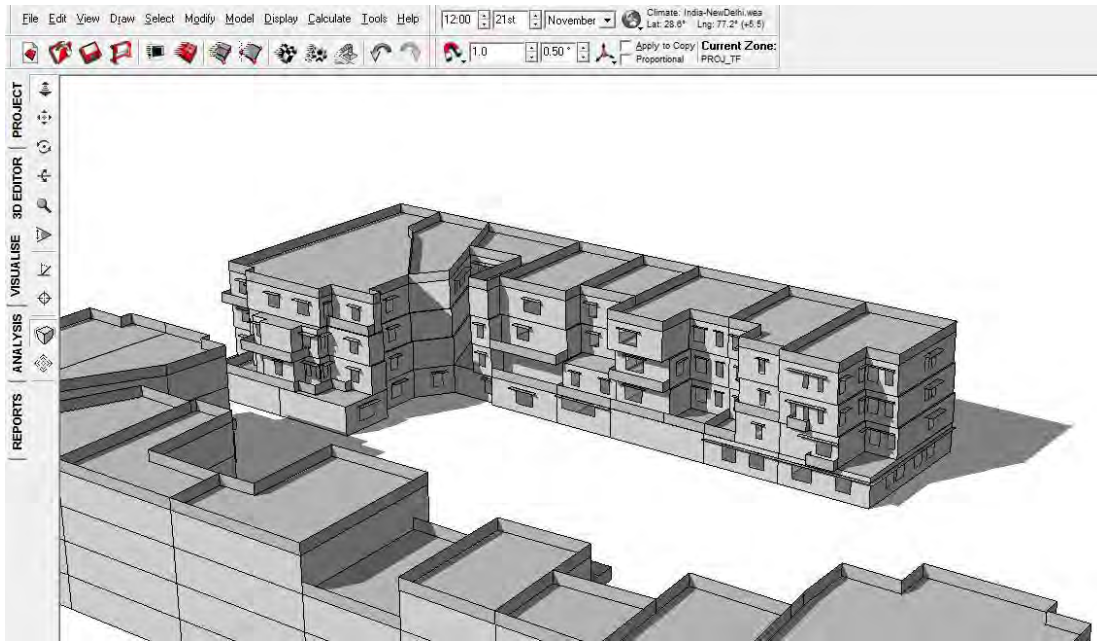 File Edit View Draw Select Modify Model Display Calculate Tools Help
12:00 21st November Climate: India-NewDelhi.wea
Lat: 28.6° Lng: 77.2° (+5.5)
1.0 0.50 ° Apply to Copy Current Zone:
Proportional PROJ_TF
PROJECT
3D EDITOR
VISUALISE
ANALYSIS
REPORTS